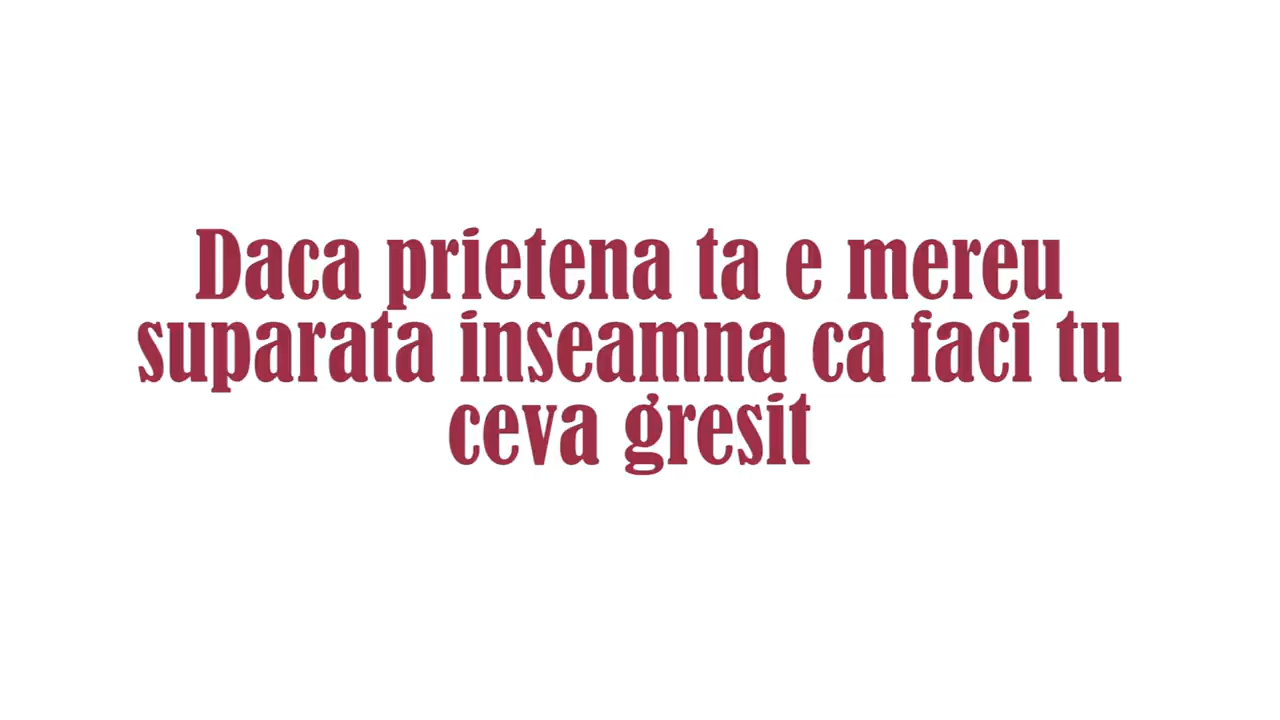 Daca prietena ta e mereu
suparata inseamna ca faci tu
ceva gresit